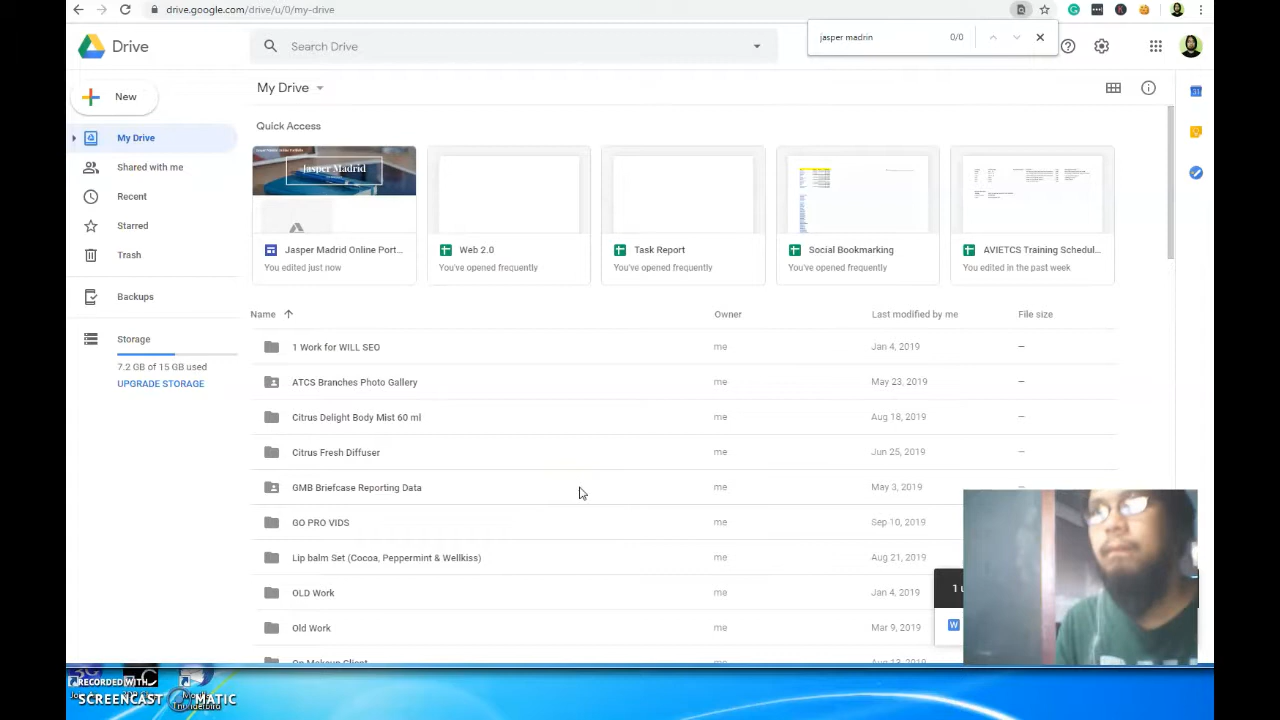 drive.google.com/drive/u/0/my-drive
jasper madrin 0/0
Drive
Search Drive
New
My Drive
My Drive
Shared with me
Recent
Starred
Trash
Backups
Storage
7.2 GB of 15 GB used
UPGRADE STORAGE
Quick Access
Jasper Madrid
Jasper Madrid Online Port...
You edited just now
Web 2.0
You've opened frequently
Task Report
You've opened frequently
Social Bookmarking
You've opened frequently
AVIETCS Training Schedul...
You edited in the past week
Name Owner Last modified by me File size
1 Work for WILL SEO me Jan 4, 2019 —
ATCS Branches Photo Gallery me May 23, 2019 —
Citrus Delight Body Mist 60 ml me Aug 18, 2019 —
Citrus Fresh Diffuser me Jun 25, 2019 —
GMB Briefcase Reporting Data me May 3, 2019 —
GO PRO VIDS me Sep 10, 2019
Lip balm Set (Cocoa, Peppermint & Wellkiss) me Aug 21, 2019
OLD Work me Jan 4, 2019
Old Work me Mar 9, 2019
1
W
RECORDED WITH
SCREENCAST MATIC